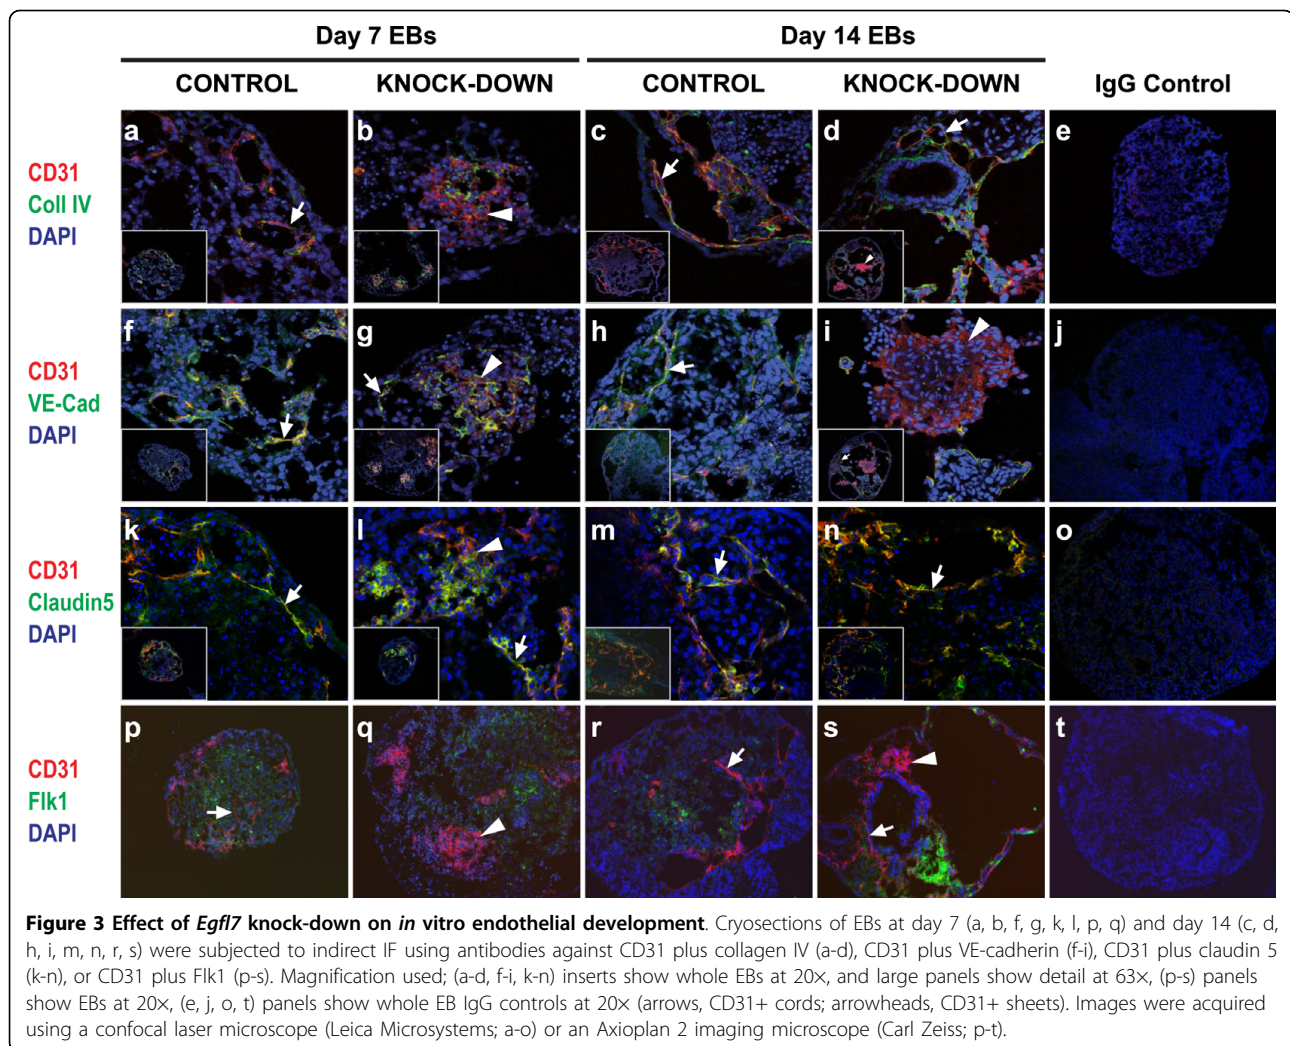 Day 7 EBs
Day 14 EBs
CONTROL
KNOCK-DOWN
CONTROL
KNOCK-DOWN
IgG Control
CD31
Coll IV
DAPI
a
b
c
d
e
CD31
VE-Cad
DAPI
f
g
h
i
j
CD31
Claudin5
DAPI
k
l
m
n
o
CD31
Flk1
DAPI
p
q
r
s
t
Figure 3 Effect of Egfl7 knock-down on in vitro endothelial development. Cryosections of EBs at day 7 (a, b, f, g, k, l, p, q) and day 14 (c, d,
h, i, m, n, r, s) were subjected to indirect IF using antibodies against CD31 plus collagen IV (a-d), CD31 plus VE-cadherin (f-i), CD31 plus claudin 5
(k-n), or CD31 plus Flk1 (p-s). Magnification used; (a-d, f-i, k-n) inserts show whole EBs at 20×, and large panels show detail at 63×, (p-s) panels
show EBs at 20×, (e, j, o, t) panels show whole EB IgG controls at 20× (arrows, CD31+ cords; arrowheads, CD31+ sheets). Images were acquired
using a confocal laser microscope (Leica Microsystems; a-o) or an Axioplan 2 imaging microscope (Carl Zeiss; p-t).